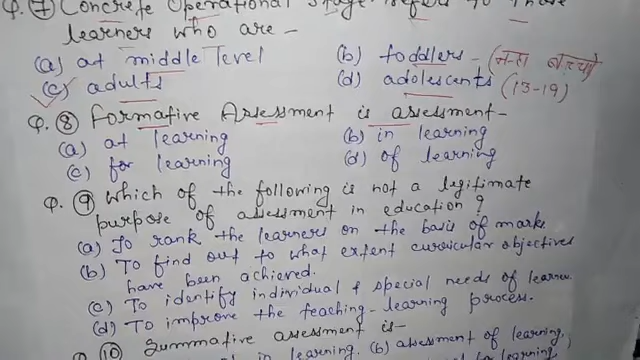 Q. ⑦ Concrete Operational Stage refers to those
learners who are -
(a) at middle level (b) toddlers - (नन्हा बच्चा)
(c) adults (d) adolescents (13-19)
Q. ⑧ Formative Assessment is assessment-
(a) at learning (b) in learning
(c) for learning (d) of learning
Q. ⑨ Which of the following is not a legitimate
purpose of assessment in education?
(a) To rank the learners on the basis of marks
(b) To find out to what extent curricular objectives
have been achieved.
(c) To identify individual & special needs of learner
(d) To improve the teaching-learning process.
Q. ⑩ Summative assessment is-
in learning (b) assessment of learning,
learning